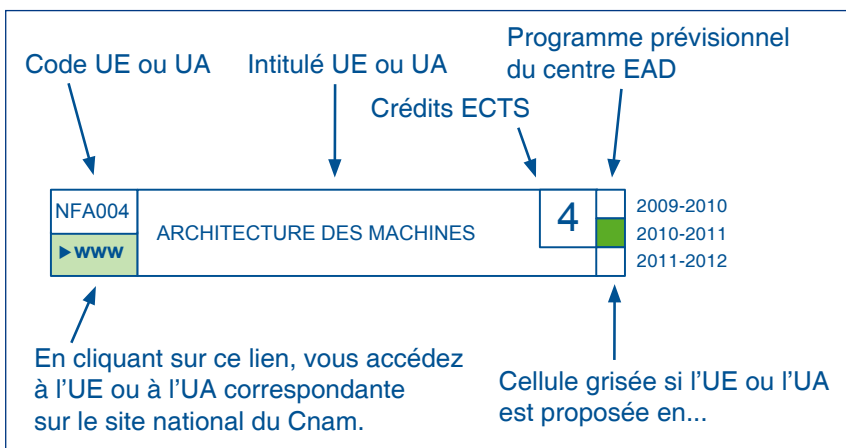 Programme prévisionnel
du centre EAD
Code UE ou UA
Intitulé UE ou UA
Crédits ECTS
NFA004
►www
ARCHITECTURE DES MACHINES
4
2009-2010
2010-2011
2011-2012
En cliquant sur ce lien, vous accédez
à l’UE ou à l’UA correspondante
sur le site national du Cnam.
Cellule grisée si l’UE ou l’UA
est proposée en...